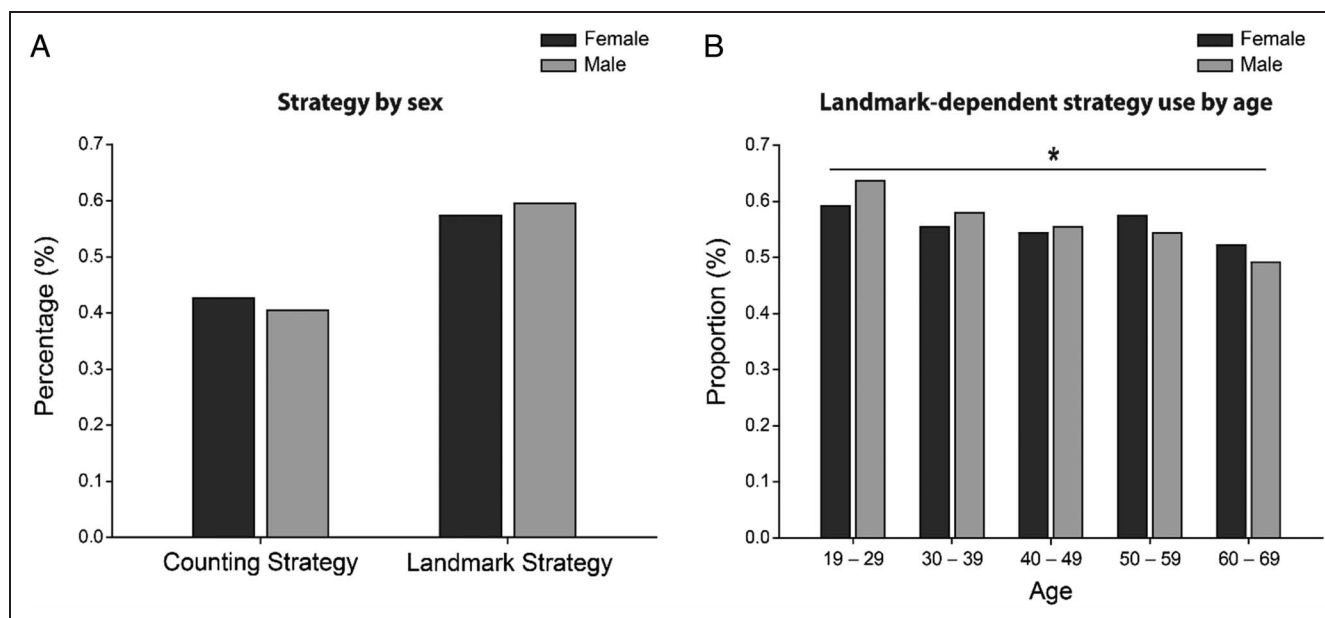 A
Female
Male
Strategy by sex
Percentage (%)
0.7
0.6
0.5
0.4
0.3
0.2
0.1
0.0
Counting Strategy
Landmark Strategy
B
Female
Male
Landmark-dependent strategy use by age
Proportion (%)
0.7
0.6
0.5
0.4
0.3
0.2
0.1
0.0
*
19 – 29
30 – 39
40 – 49
50 – 59
60 – 69
Age